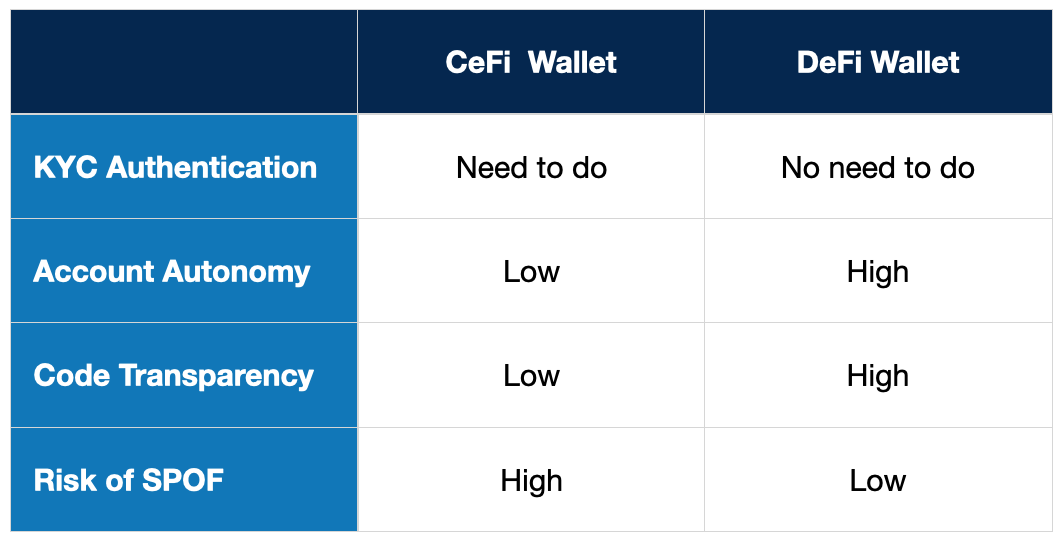 CeFi  Wallet DeFi Wallet
KYC Authentication Need to do No need to do
Account Autonomy Low High
Code Transparency Low High
Risk of SPOF High Low